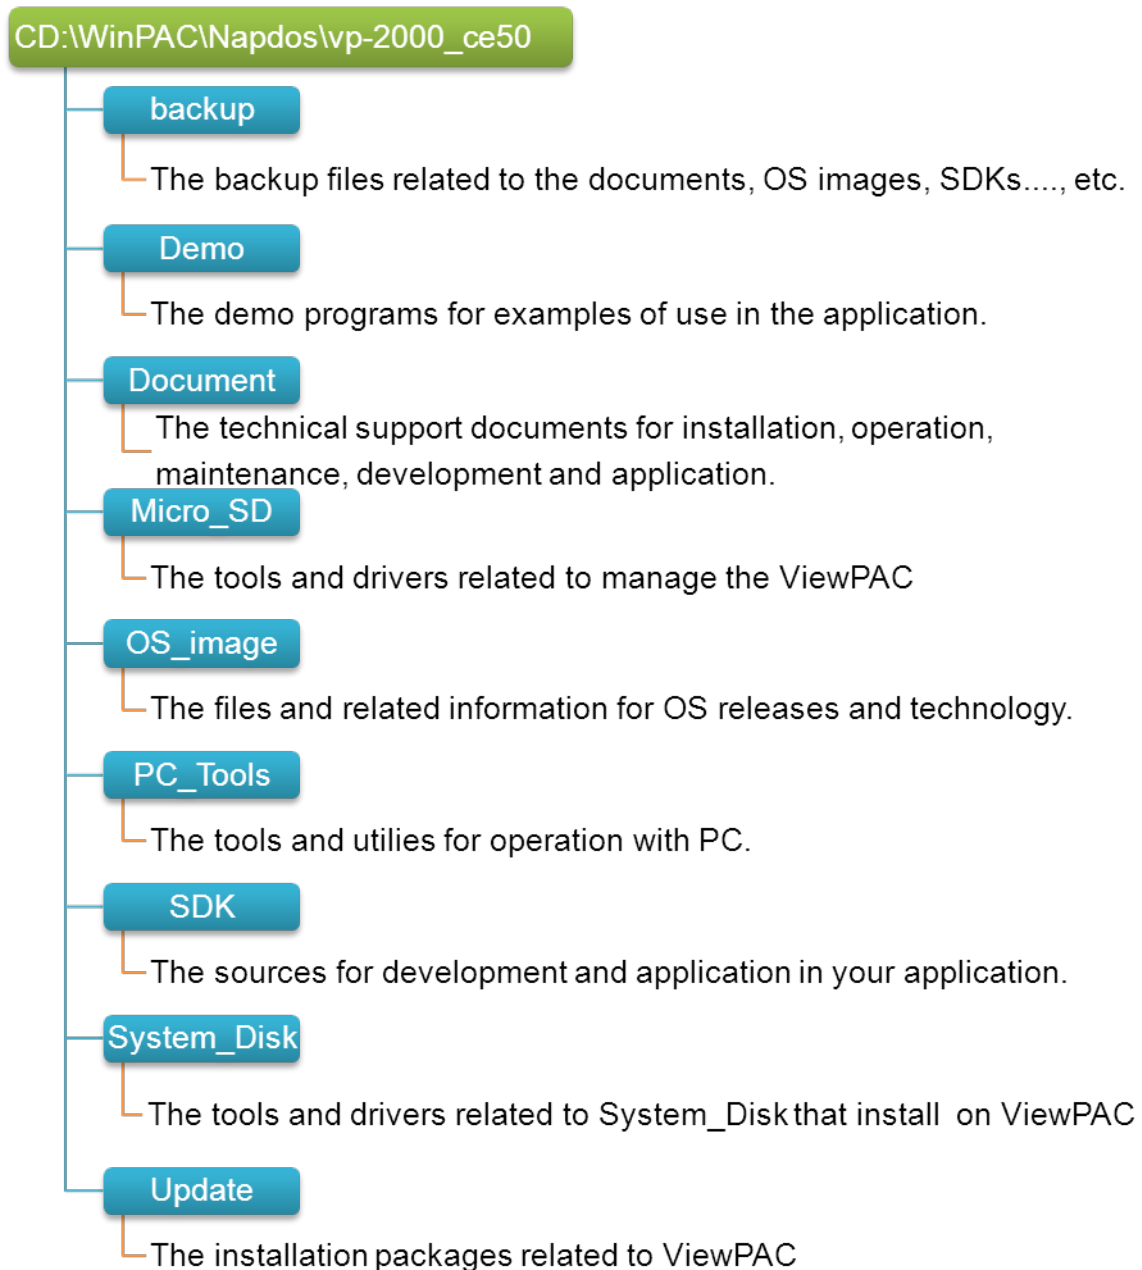 CD:\WinPAC\Napdos\vp-2000_ce50
backup
The backup files related to the documents, OS images, SDKs...., etc.
Demo
The demo programs for examples of use in the application.
Document
The technical support documents for installation, operation,
maintenance, development and application.
Micro_SD
The tools and drivers related to manage the ViewPAC
OS_image
The files and related information for OS releases and technology.
PC_Tools
The tools and utilies for operation with PC.
SDK
The sources for development and application in your application.
System_Disk
The tools and drivers related to System_Disk that install  on ViewPAC
Update
The installation packages related to ViewPAC